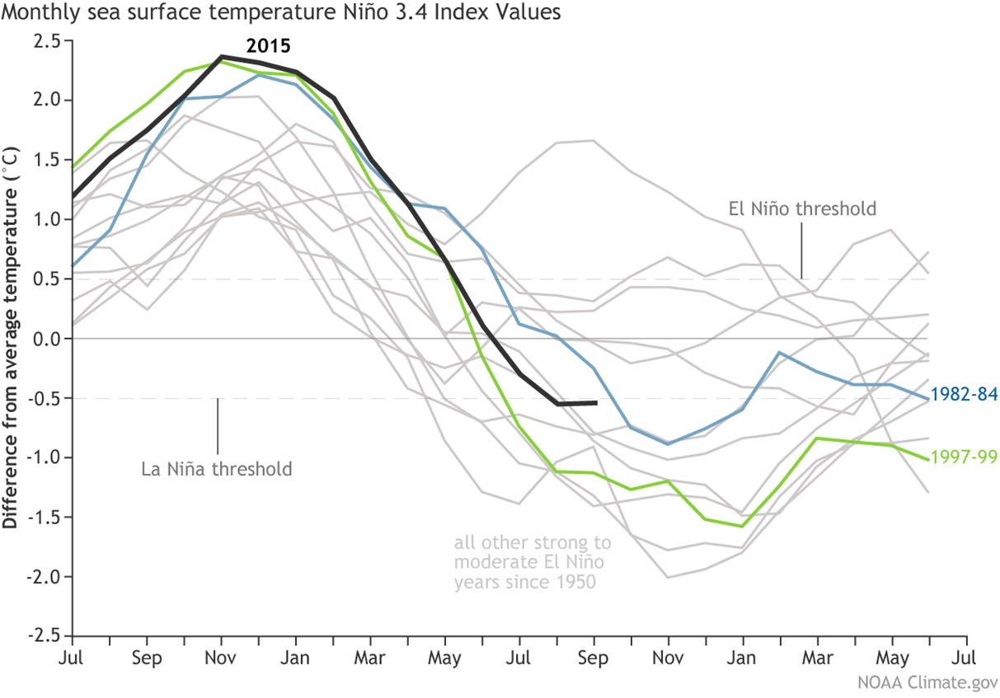 Monthly sea surface temperature Niño 3.4 Index Values
Difference from average temperature (°C)
2.5
2.0
1.5
1.0
0.5
0.0
-0.5
-1.0
-1.5
-2.0
-2.5
2015
El Niño threshold
La Niña threshold
1982-84
1997-99
all other strong to
moderate El Niño
years since 1950
Jul Sep Nov Jan Mar May Jul Sep Nov Jan Mar May Jul
NOAA Climate.gov